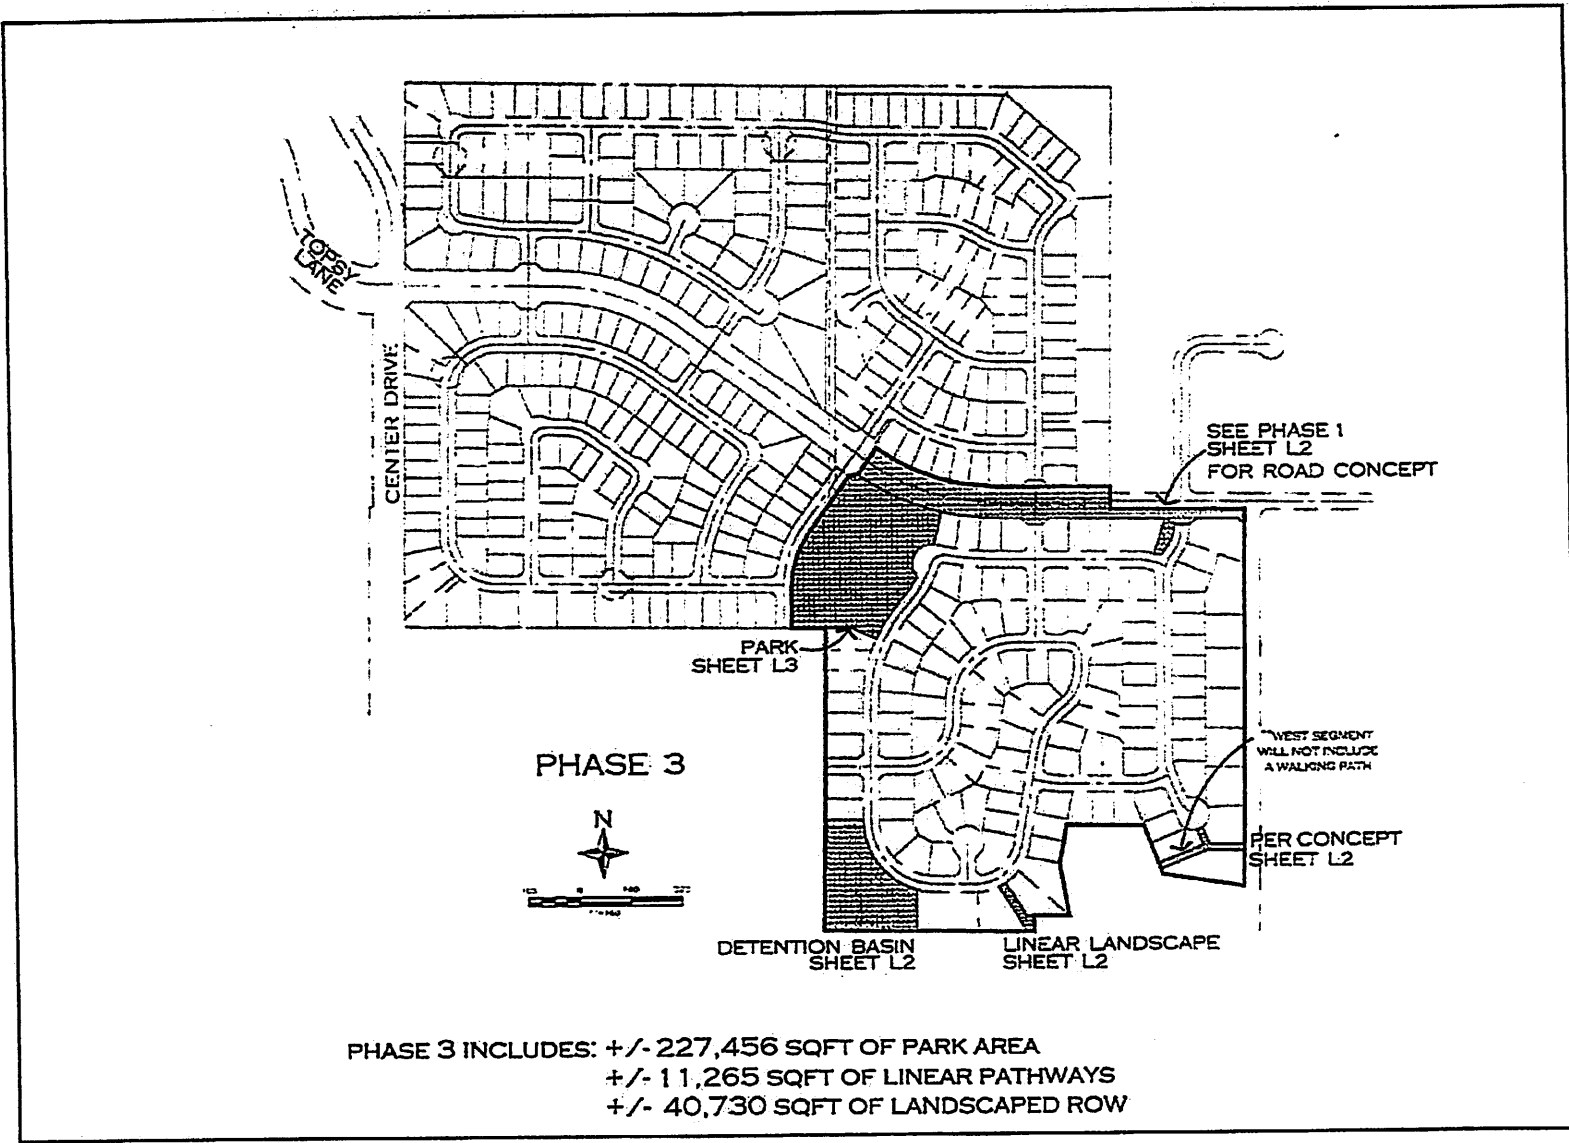 TOPSY
LANE
CENTER DRIVE
SEE PHASE 1
SHEET L2
FOR ROAD CONCEPT
PARK
SHEET L3
WEST SEGMENT
WILL NOT INCLUDE
A WALKING PATH
PHASE 3
N
PER CONCEPT
SHEET L2
DETENTION BASIN
SHEET L2
LINEAR LANDSCAPE
SHEET L2
PHASE 3 INCLUDES: +/- 227,456 SQFT OF PARK AREA
+/- 11,265 SQFT OF LINEAR PATHWAYS
+/- 40,730 SQFT OF LANDSCAPED ROW